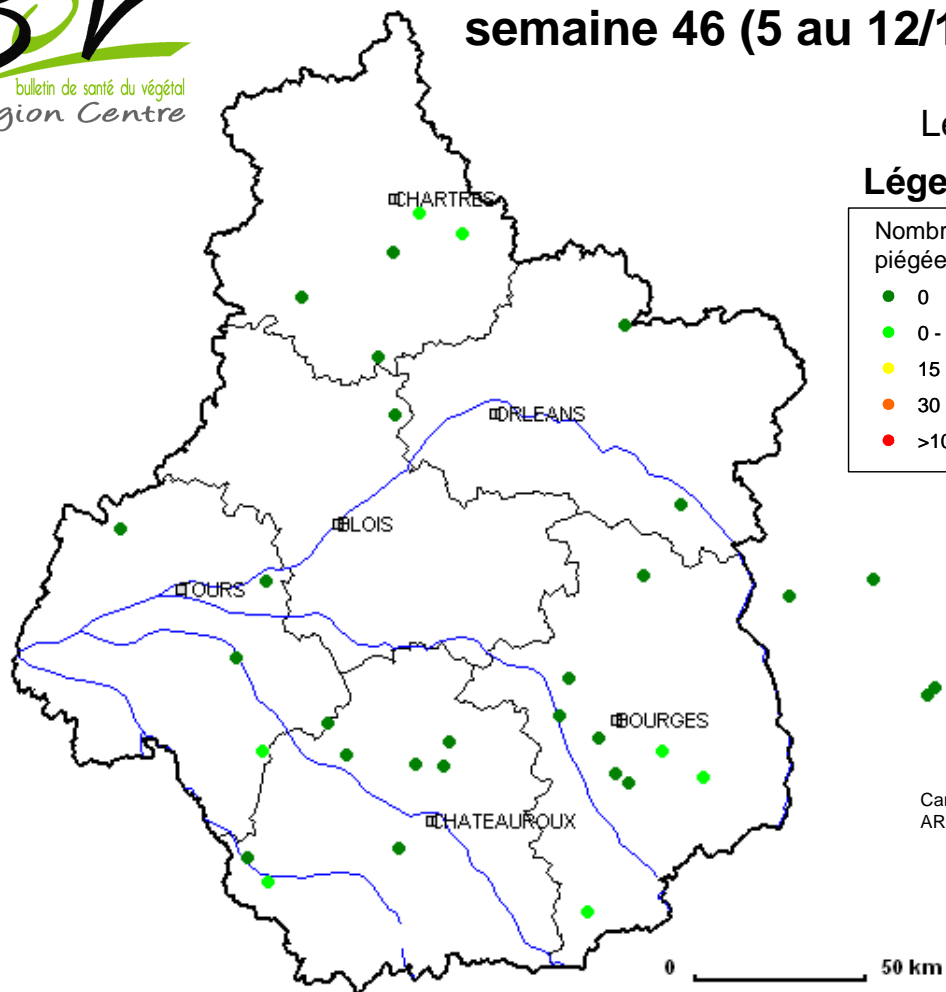 semaine 46 (5 au 12/1
bulletin de santé du végétal
gion Centre
Lé
Lége
Nombr
piégée
0
0 -
15
30
>10
CHARTRES
ORLEANS
BLOIS
TOURS
BOURGES
CHATEAUROUX
Car
AR
0 50 km